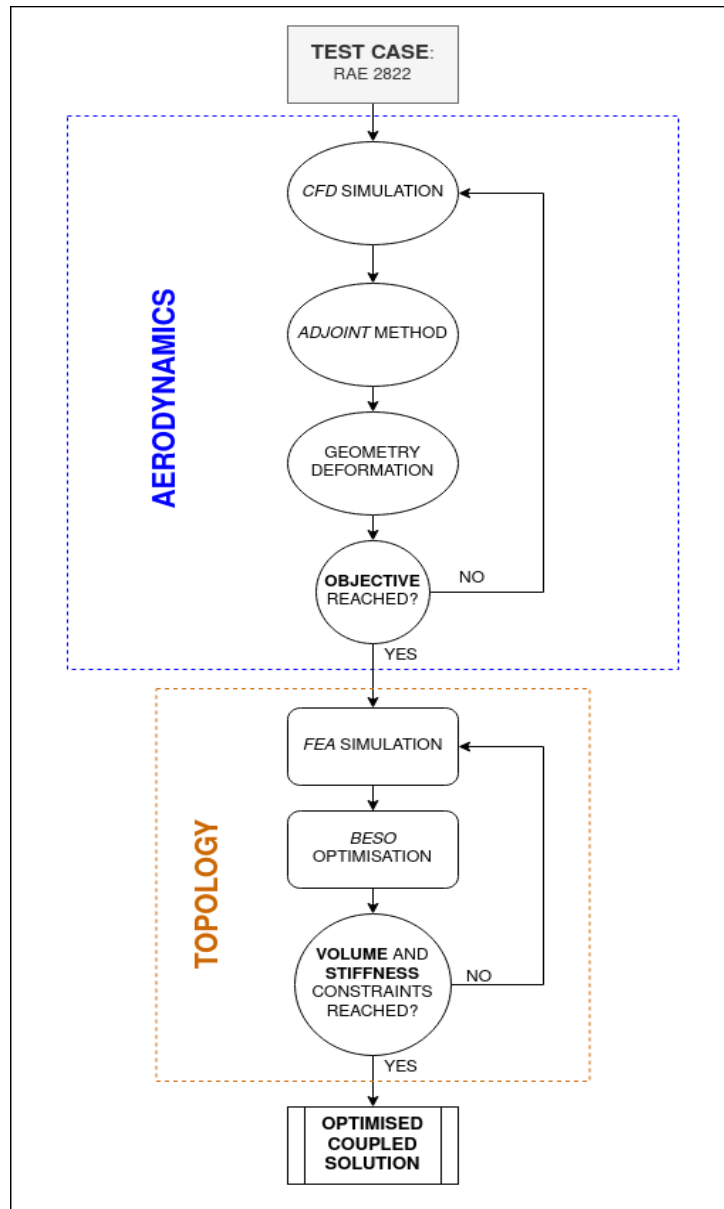 TEST CASE:
RAE 2822
CFD SIMULATION
ADJOINT METHOD
AERODYNAMICS
GEOMETRY
DEFORMATION
OBJECTIVE
REACHED?
NO
YES
FEA SIMULATION
BESO
OPTIMISATION
TOPOLOGY
VOLUME AND
STIFFNESS
CONSTRAINTS
REACHED?
NO
YES
OPTIMISED
COUPLED
SOLUTION